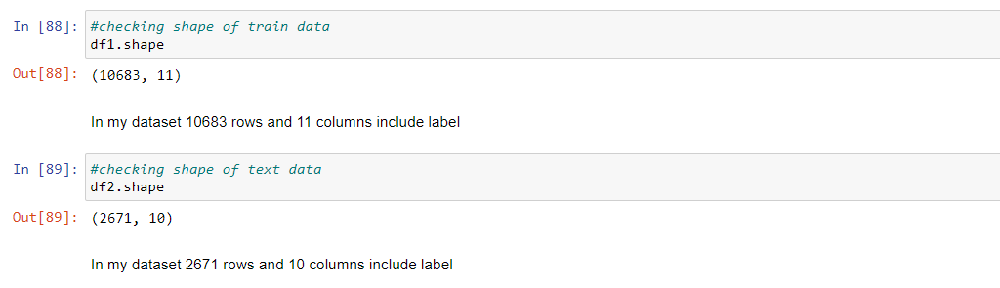 In [88]: #checking shape of train data
df1.shape
Out[88]: (10683, 11)
In my dataset 10683 rows and 11 columns include label
In [89]: #checking shape of text data
df2.shape
Out[89]: (2671, 10)
In my dataset 2671 rows and 10 columns include label